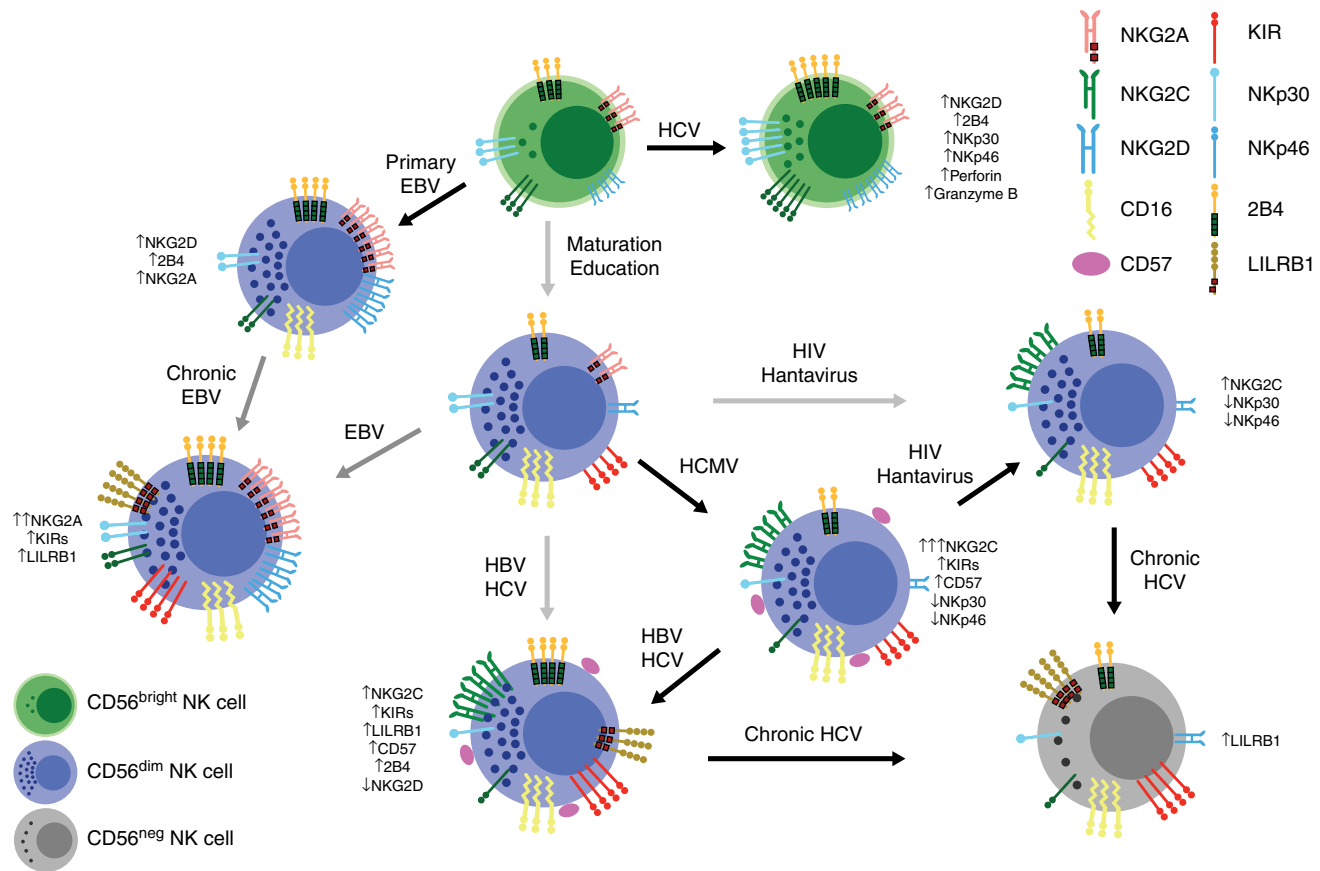 NKG2A
KIR
NKG2C
NKp30
NKG2D
NKp46
CD16
2B4
CD57
LILRB1
HCV
↑NKG2D
↑2B4
↑NKp30
↑NKp46
↑Perforin
↑Granzyme B
Primary
EBV
↑NKG2D
↑2B4
↑NKG2A
Maturation
Education
Chronic
EBV
EBV
HIV
Hantavirus
↑NKG2C
↓NKp30
↓NKp46
HCMV
HIV
Hantavirus
↑↑NKG2A
↑KIRs
↑LILRB1
HBV
HCV
↑↑↑NKG2C
↑KIRs
↑CD57
↓NKp30
↓NKp46
Chronic
HCV
HBV
HCV
↑NKG2C
↑KIRs
↑LILRB1
↑CD57
↑2B4
↓NKG2D
Chronic HCV
↑LILRB1
CD56bright NK cell
CD56dim NK cell
CD56neg NK cell